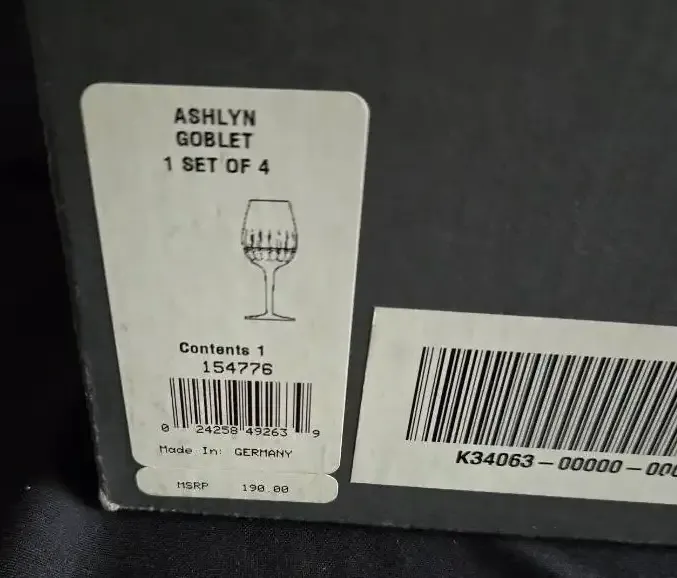 ASHLYN
GOBLET
1 SET OF 4
Contents 1
154776
0 24258 49263 9
Made In: GERMANY
MSRP 190.00
K34063-00000-00